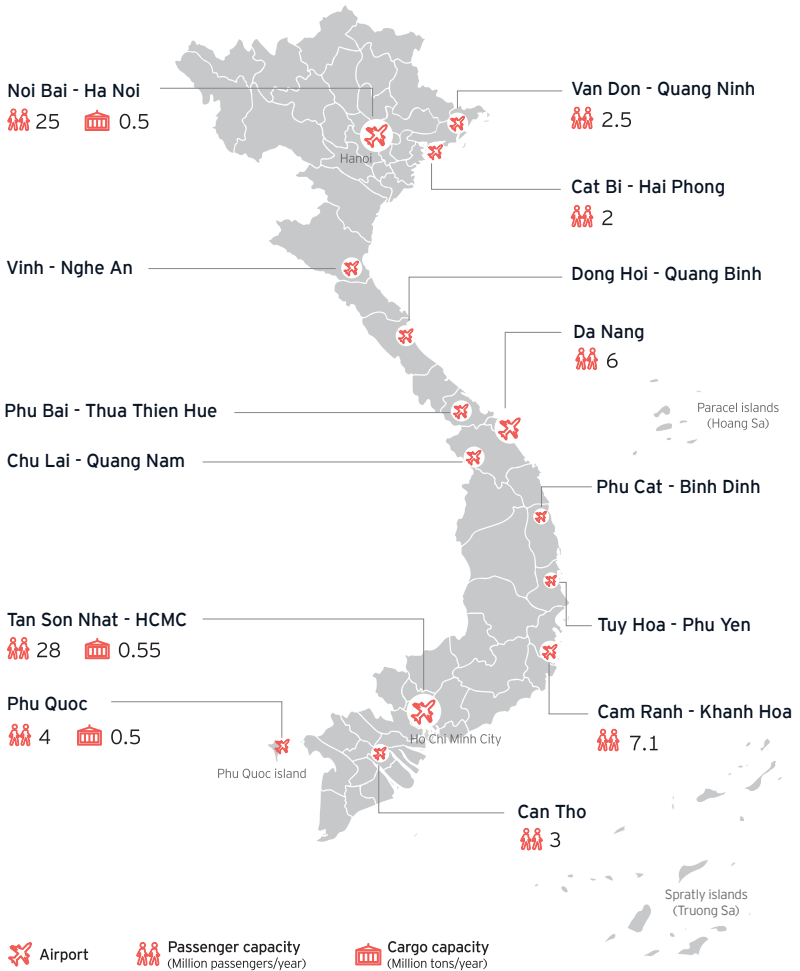 Noi Bai - Ha Noi
25 0.5
Hanoi
Van Don - Quang Ninh
2.5
Cat Bi - Hai Phong
2
Vinh - Nghe An
Dong Hoi - Quang Binh
Da Nang
6
Paracel islands
(Hoang Sa)
Phu Bai - Thua Thien Hue
Chu Lai - Quang Nam
Phu Cat - Binh Dinh
Tan Son Nhat - HCMC
28 0.55
Tuy Hoa - Phu Yen
Phu Quoc
4 0.5
Cam Ranh - Khanh Hoa
7.1
Ho Chi Minh City
Phu Quoc island
Can Tho
3
Spratly islands
(Truong Sa)
Airport
Passenger capacity
(Million passengers/year)
Cargo capacity
(Million tons/year)